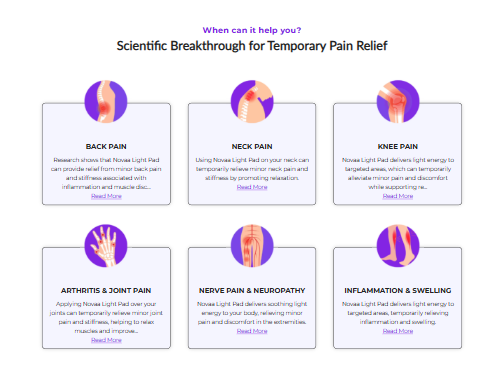 When can it help you?
Scientific Breakthrough for Temporary Pain Relief
BACK PAIN
Research shows that Novaa Light Pad
can provide relief from minor back pain
and stiffness associated with
inflammation and muscle disc...
Read More
NECK PAIN
Using Novaa Light Pad on your neck can
temporarily relieve minor neck pain and
stiffness by promoting relaxation.
Read More
KNEE PAIN
Novaa Light Pad delivers light energy to
targeted areas, which can temporarily
alleviate minor pain and discomfort
while supporting re...
Read More
ARTHRITIS & JOINT PAIN
Applying Novaa Light Pad over your
joints can temporarily relieve minor joint
pain and stiffness, helping to relax
muscles and improve...
Read More
NERVE PAIN & NEUROPATHY
Novaa Light Pad delivers soothing light
energy to your body, relieving minor
pain and discomfort in the extremities.
Read More
INFLAMMATION & SWELLING
Novaa Light Pad delivers light energy to
targeted areas, temporarily relieving
inflammation and swelling.
Read More